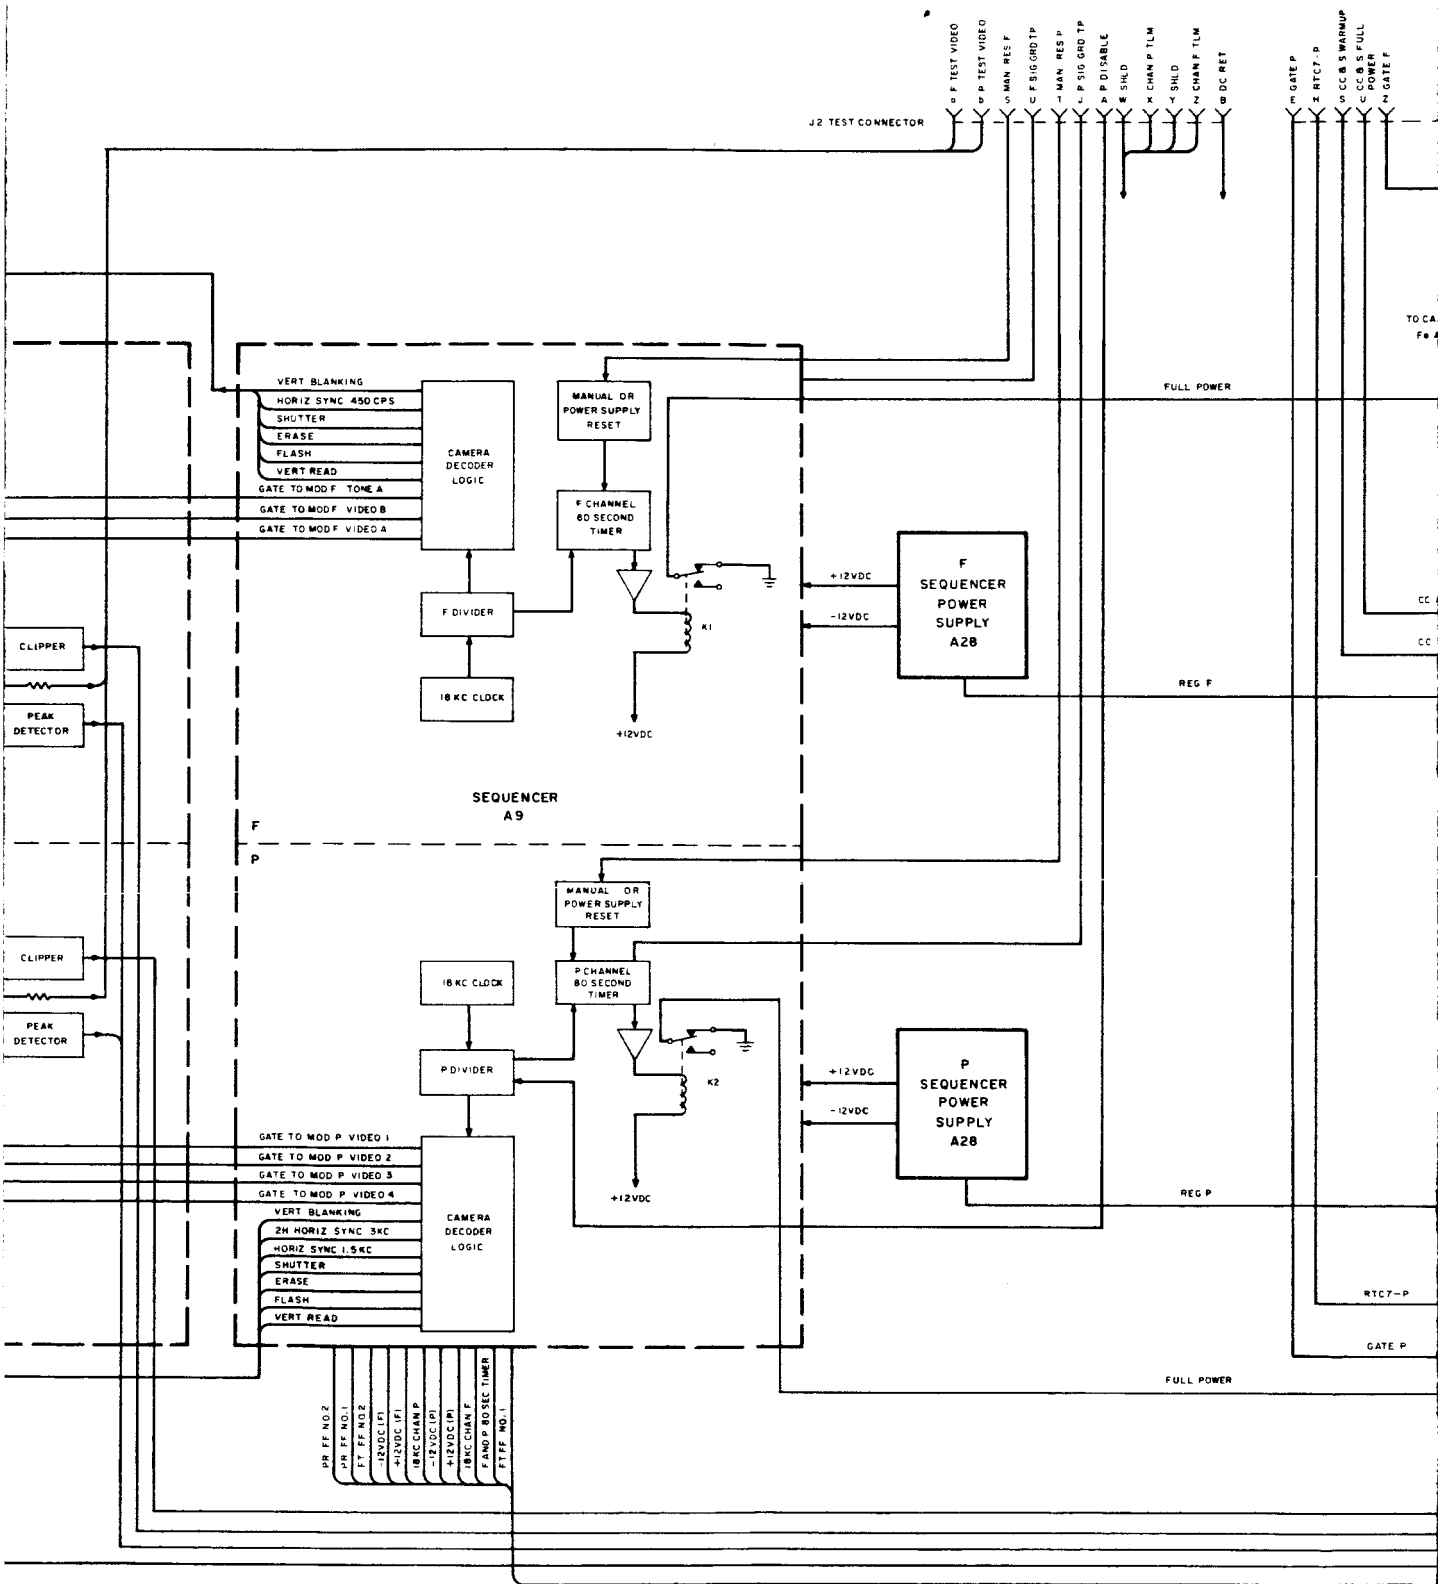 a F TEST VIDEO
b P TEST VIDEO
S MAN RES F
U F SIG GRD TP
T MAN RES P
J P SIG GRD TP
A P DISABLE
W SHLD
X CHAN P TLM
Y SHLD
Z CHAN F TLM
B DC RET
E GATE P
H RTC7-P
S CC & S WARMUP
U CC & S FULL
POWER
Z GATE F
J2 TEST CONNECTOR
TO CA
FULL POWER
VERT BLANKING
HORIZ SYNC 450 CPS
SHUTTER
ERASE
FLASH
VERT READ
GATE TO MOD F TONE A
GATE TO MOD F VIDEO B
GATE TO MOD F VIDEO A
CAMERA
DECODER
LOGIC
MANUAL OR
POWER SUPPLY
RESET
F CHANNEL
80 SECOND
TIMER
F DIVIDER
18 KC CLOCK
K1
+12VDC
+12VDC
-12VDC
F
SEQUENCER
POWER
SUPPLY
A28
CC
CC
REG F
CLIPPER
PEAK
DETECTOR
SEQUENCER
A9
F
P
MANUAL OR
POWER SUPPLY
RESET
CLIPPER
PEAK
DETECTOR
18 KC CLOCK
P CHANNEL
80 SECOND
TIMER
P DIVIDER
K2
+12VDC
+12VDC
-12VDC
P
SEQUENCER
POWER
SUPPLY
A28
REG P
GATE TO MOD P VIDEO 1
GATE TO MOD P VIDEO 2
GATE TO MOD P VIDEO 3
GATE TO MOD P VIDEO 4
VERT BLANKING
2H HORIZ SYNC 3KC
HORIZ SYNC 1.5KC
SHUTTER
ERASE
FLASH
VERT READ
CAMERA
DECODER
LOGIC
RTC7-P
GATE P
FULL POWER
PR FF NO.2
PR FF NO.1
FT FF NO.2
-12VDC (F)
+12VDC (F)
18KC CHAN P
-12VDC (P)
+12VDC (P)
18KC CHAN F
F AND P 80 SEC TIMER
FT FF NO.1